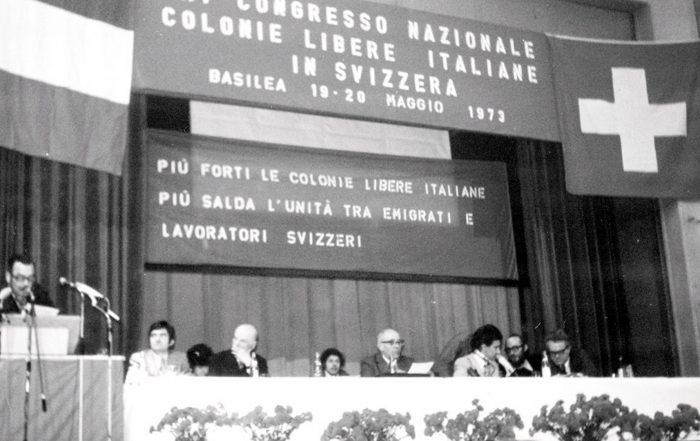 CONGRESSO NAZIONALE
COLONIE LIBERE ITALIANE
IN SVIZZERA
BASILEA 19-20 MAGGIO 1973
PIÙ FORTI LE COLONIE LIBERE ITALIANE
PIÙ SALDA L'UNITÀ TRA EMIGRATI E
LAVORATORI SVIZZERI